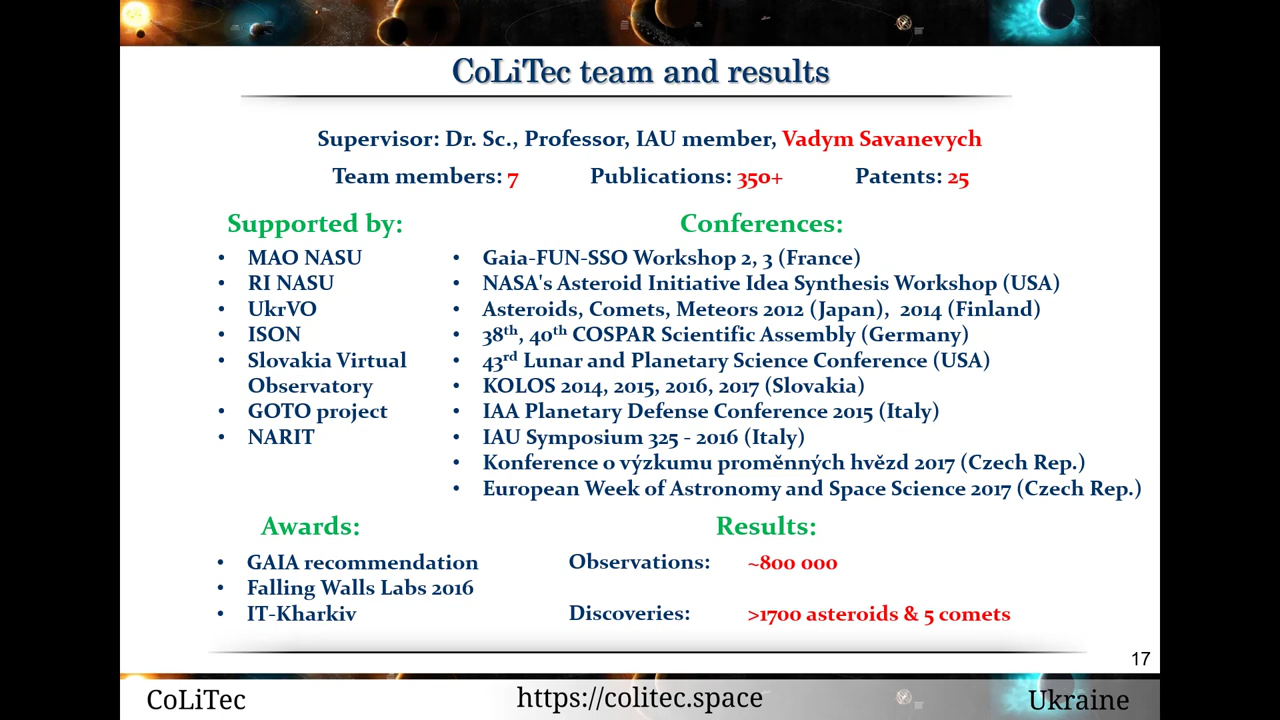 CoLiTec team and results
Supervisor: Dr. Sc., Professor, IAU member, Vadym Savanevych
Team members: 7 Publications: 350+ Patents: 25
Supported by:
• MAO NASU
• RI NASU
• UkrVO
• ISON
• Slovakia Virtual
Observatory
• GOTO project
• NARIT
Conferences:
• Gaia-FUN-SSO Workshop 2, 3 (France)
• NASA's Asteroid Initiative Idea Synthesis Workshop (USA)
• Asteroids, Comets, Meteors 2012 (Japan), 2014 (Finland)
• 38th, 40th COSPAR Scientific Assembly (Germany)
• 43rd Lunar and Planetary Science Conference (USA)
• KOLOS 2014, 2015, 2016, 2017 (Slovakia)
• IAA Planetary Defense Conference 2015 (Italy)
• IAU Symposium 325 - 2016 (Italy)
• Konference o výzkumu proměnných hvězd 2017 (Czech Rep.)
• European Week of Astronomy and Space Science 2017 (Czech Rep.)
Awards:
• GAIA recommendation
• Falling Walls Labs 2016
• IT-Kharkiv
Results:
Observations: ~800 000
Discoveries: >1700 asteroids & 5 comets
17
CoLiTec https://colitec.space Ukraine